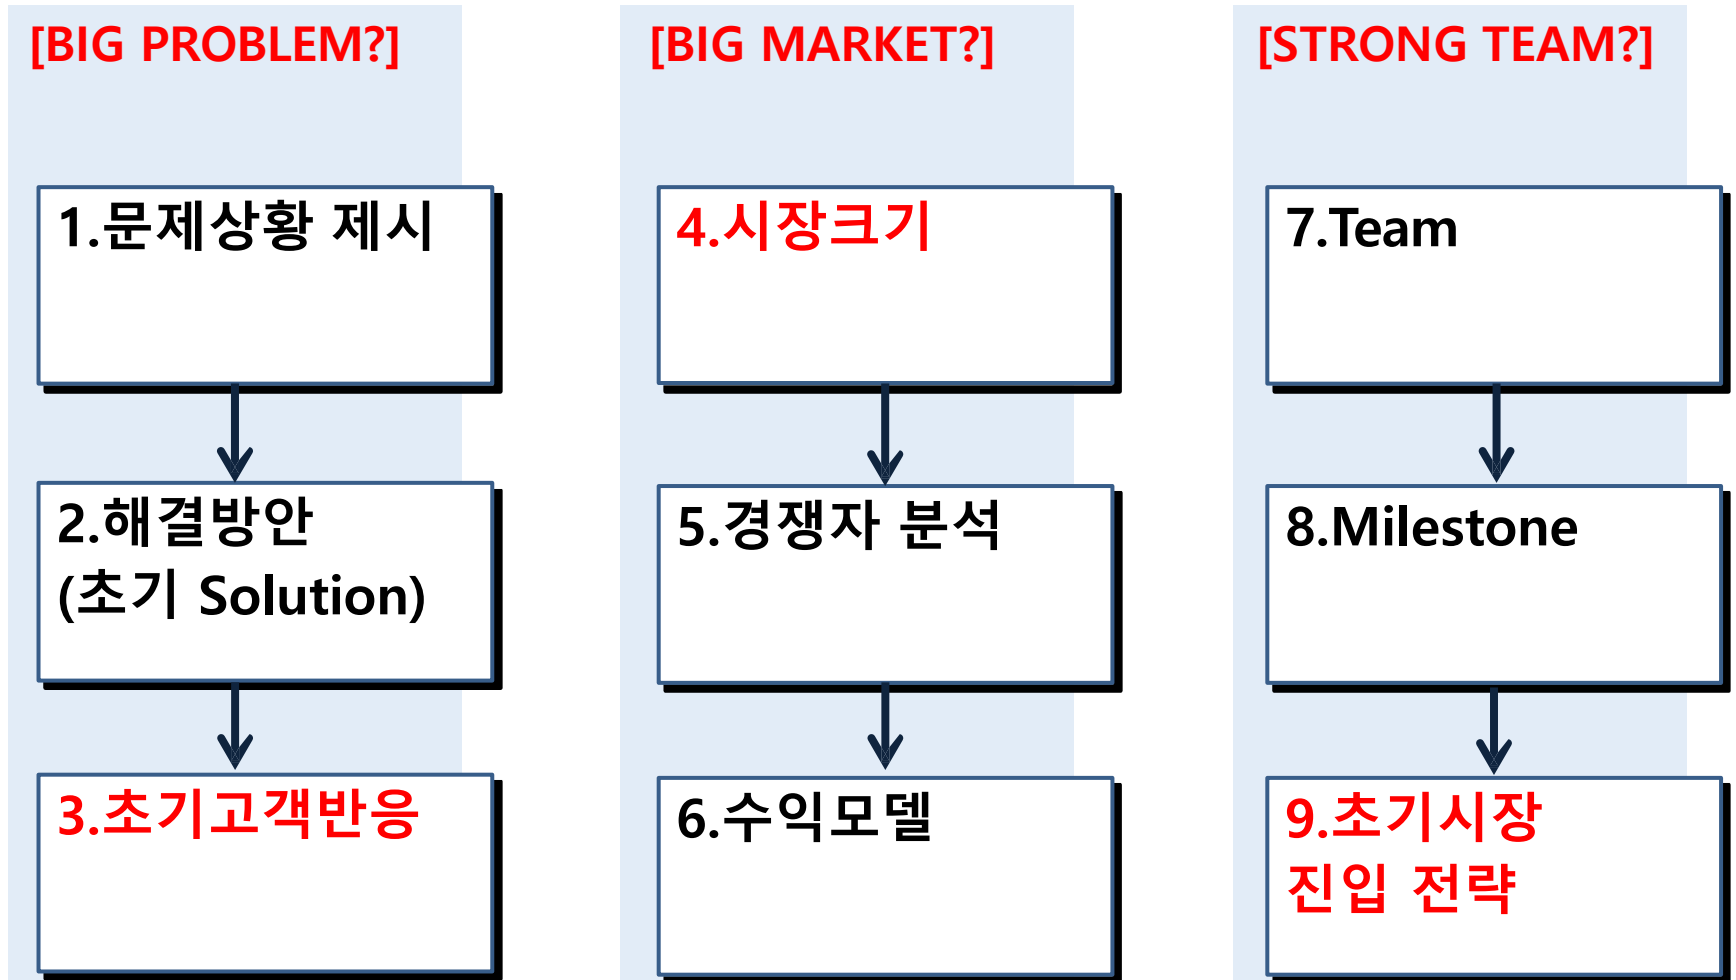 [BIG PROBLEM?]
1.문제상황 제시
2.해결방안
(초기 Solution)
3.초기고객반응
[BIG MARKET?]
4.시장크기
5.경쟁자 분석
6.수익모델
[STRONG TEAM?]
7.Team
8.Milestone
9.초기시장
진입 전략